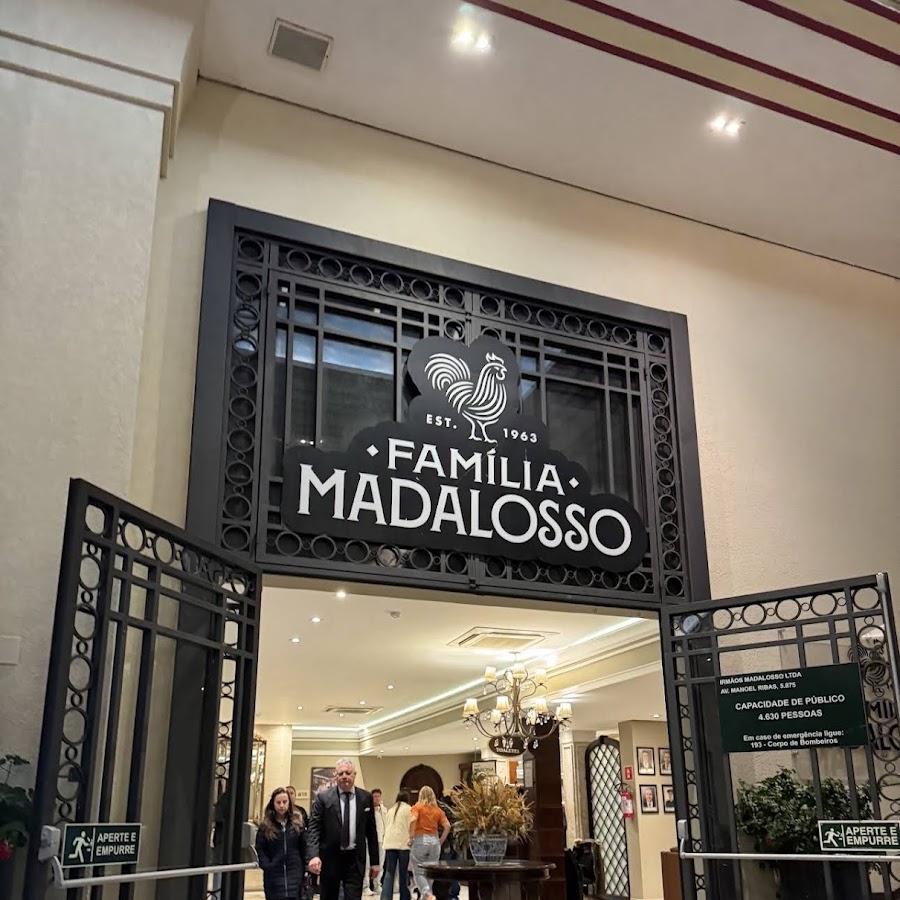 EST. 1963
FAMÍLIA
MADALOSSO
IRMÃOS MADALOSSO LTDA
AV. MANOEL RIBAS, 5.875
CAPACIDADE DE PÚBLICO
4.630 PESSOAS
Em caso de emergência ligue:
193 - Corpo de Bombeiros
TOALETES
APERTE E
EMPURRE
APERTE E
EMPURRE